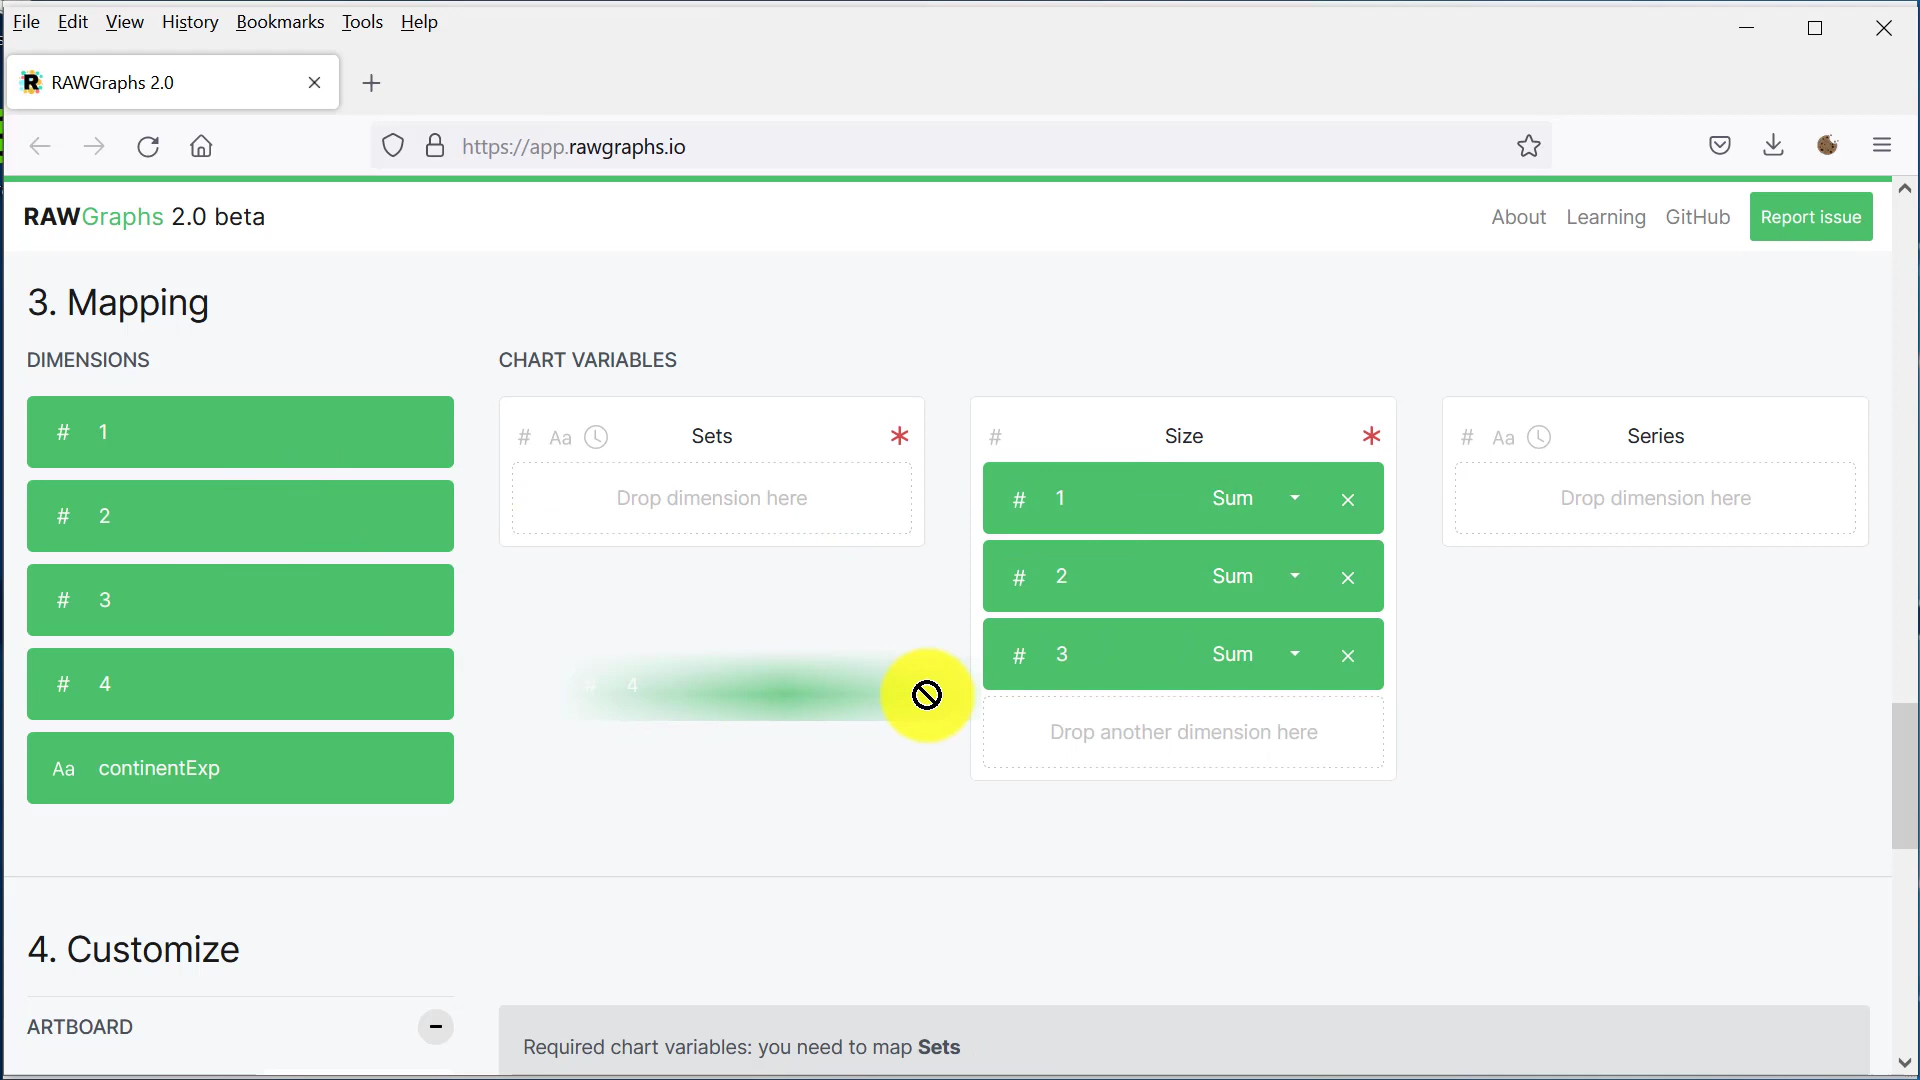 File Edit View History Bookmarks Tools Help
RAWGraphs 2.0
https://app.rawgraphs.io
RAWGraphs 2.0 beta
About Learning GitHub Report issue
3. Mapping
DIMENSIONS
CHART VARIABLES
# 1
# 2
# 3
# 4
Aa continentExp
# Aa Sets *
Drop dimension here
# 4
# Size *
# 1 Sum
# 2 Sum
# 3 Sum
Drop another dimension here
# Aa Series
Drop dimension here
4. Customize
ARTBOARD
Required chart variables: you need to map Sets